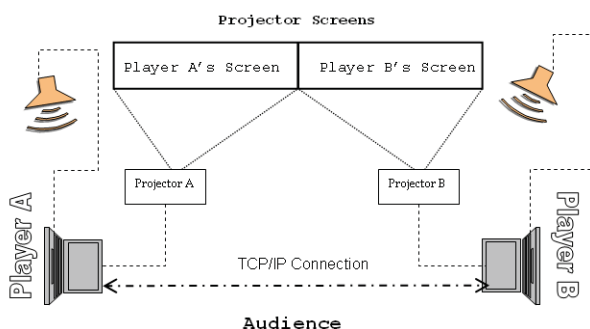 Projector Screens
Player A's Screen
Player B's Screen
Projector A
Projector B
Player A
Player B
TCP/IP Connection
Audience